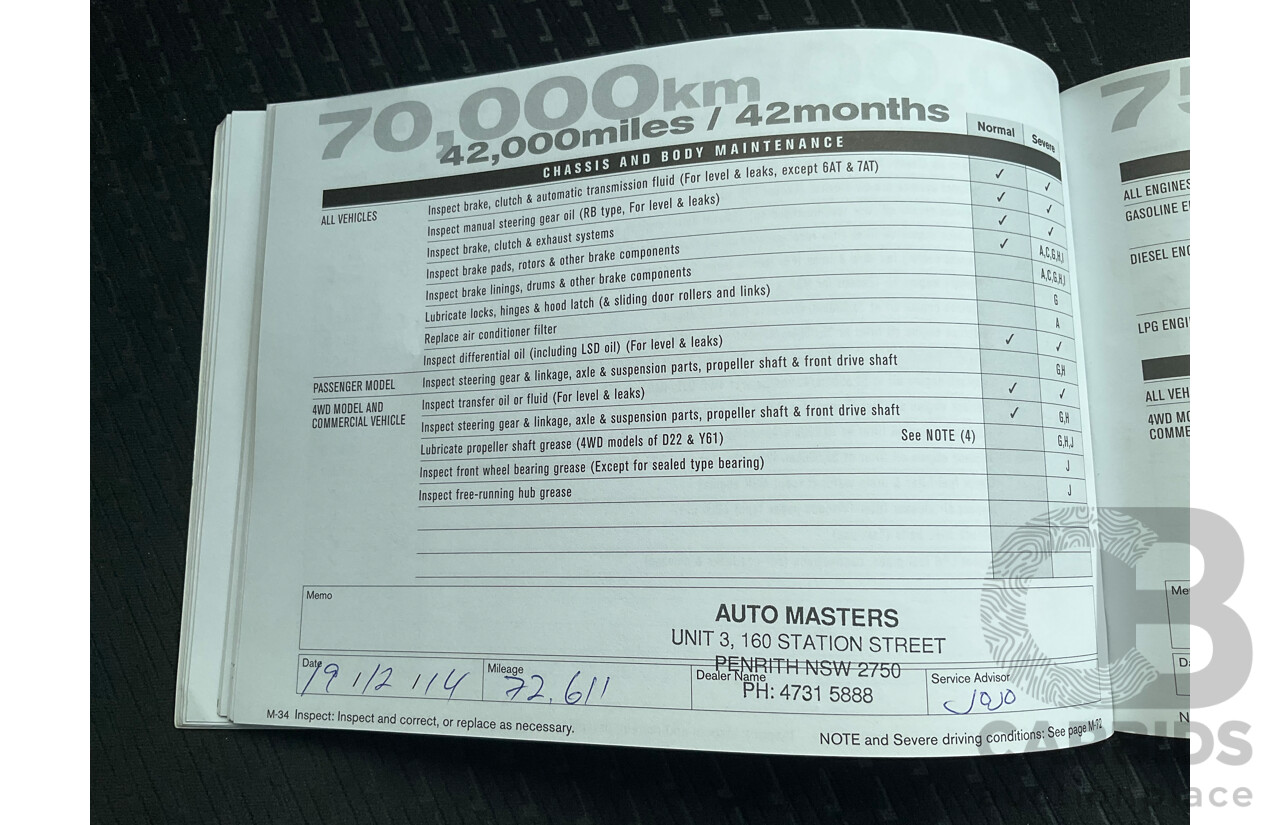 70,000km
42,000miles / 42months
Normal Severe
CHASSIS AND BODY MAINTENANCE
ALL VEHICLES Inspect brake, clutch & automatic transmission fluid (For level & leaks, except 6AT & 7AT) ✓ ✓
Inspect manual steering gear oil (RB type, For level & leaks) ✓ ✓
Inspect brake, clutch & exhaust systems ✓ ✓
Inspect brake pads, rotors & other brake components ✓ A,C,G,H,J
Inspect brake linings, drums & other brake components A,C,G,H,J
Lubricate locks, hinges & hood latch (& sliding door rollers and links) G
Replace air conditioner filter A
Inspect differential oil (including LSD oil) (For level & leaks) ✓ ✓
PASSENGER MODEL Inspect steering gear & linkage, axle & suspension parts, propeller shaft & front drive shaft G,H
4WD MODEL AND Inspect transfer oil or fluid (For level & leaks) ✓ ✓
COMMERCIAL VEHICLE Inspect steering gear & linkage, axle & suspension parts, propeller shaft & front drive shaft ✓ G,H
Lubricate propeller shaft grease (4WD models of D22 & Y61) See NOTE (4) G,H,J
Inspect front wheel bearing grease (Except for sealed type bearing) J
Inspect free-running hub grease J
Memo
AUTO MASTERS
UNIT 3, 160 STATION STREET
PENRITH NSW 2750
PH: 4731 5888
Date 19/12/14 Mileage 72,611 Dealer Name Service Advisor JoJo
M-34 Inspect: Inspect and correct, or replace as necessary.
NOTE and Severe driving conditions: See page M-72
75
ALL ENGINES
GASOLINE E
DIESEL ENG
LPG ENGI
ALL VEH
4WD MO
COMME
Me
Da
N
CB
CARBIDS